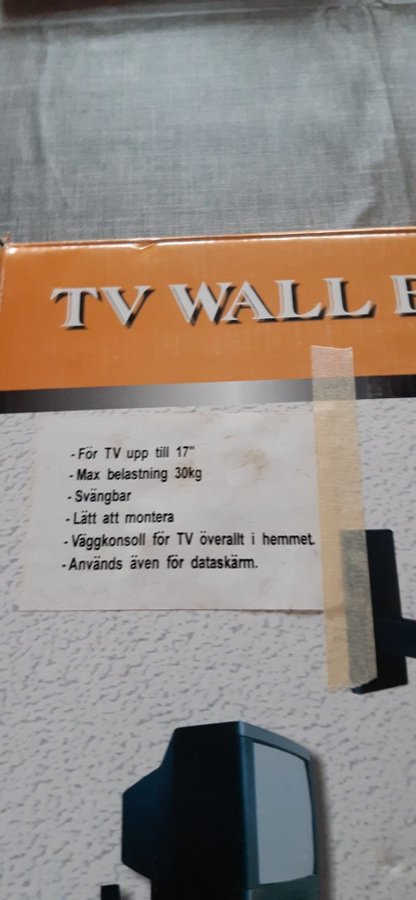 TV WALL
- För TV upp till 17"
- Max belastning 30kg
- Svängbar
- Lätt att montera
- Väggkonsoll för TV överallt i hemmet.
- Används även för dataskärm.